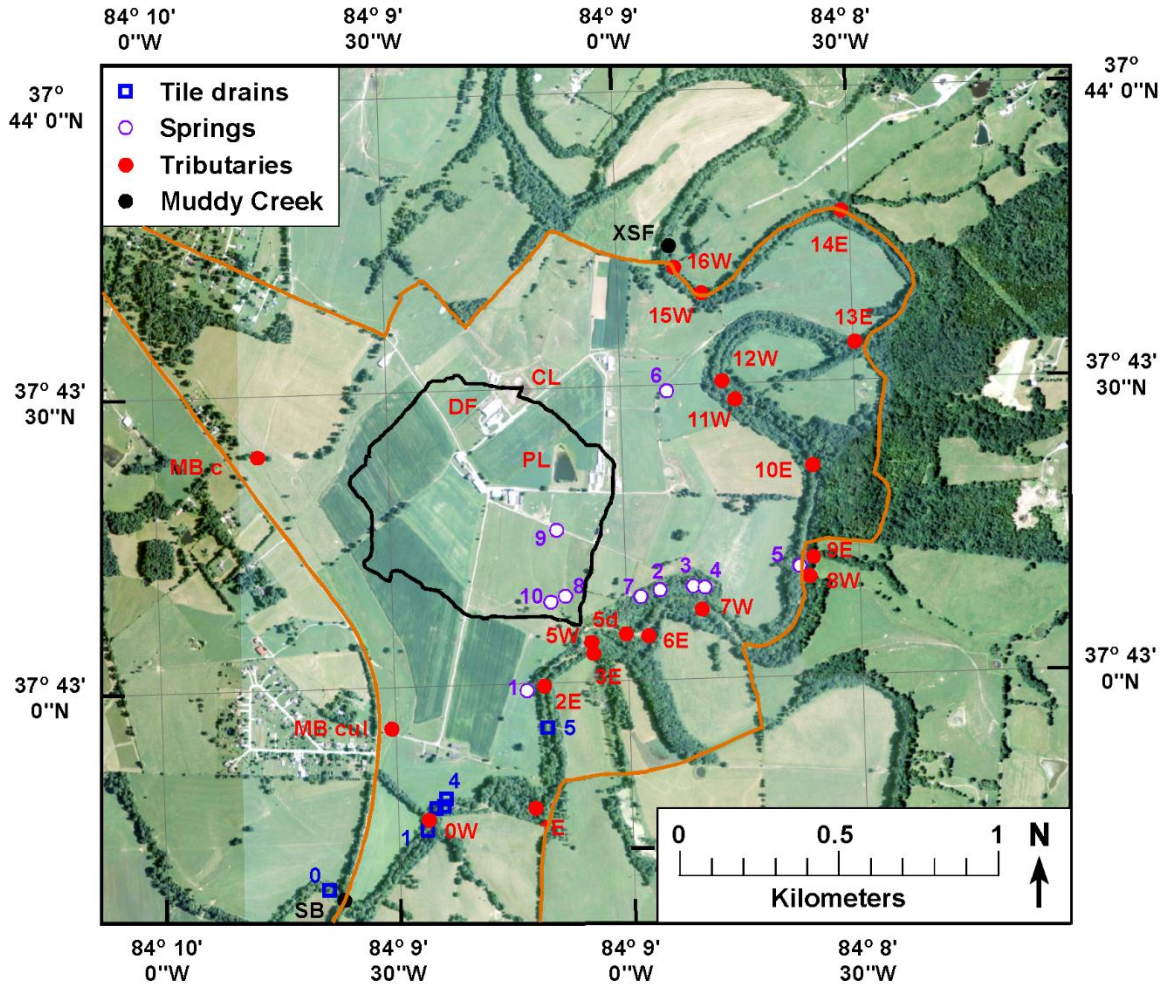 84° 10'
0"W
84° 9'
30"W
84° 9'
0"W
84° 8'
30"W
37°
44' 0"N
37°
44' 0"N
Tile drains
Springs
Tributaries
Muddy Creek
XSF
16W
14E
15W
13E
12W
37° 43'
30"N
37° 43'
30"N
6
CL
11W
DF
PL
MB c
10E
9
5
9E
8W
3
4
2
7
8
10
7W
5d
5W
6E
3E
37° 43'
0"N
37° 43'
0"N
1
2E
5
MB cul
4
1
0W
E
0
SB
0
0.5
1
Kilometers
N
84° 10'
0"W
84° 9'
30"W
84° 9'
0"W
84° 8'
30"W